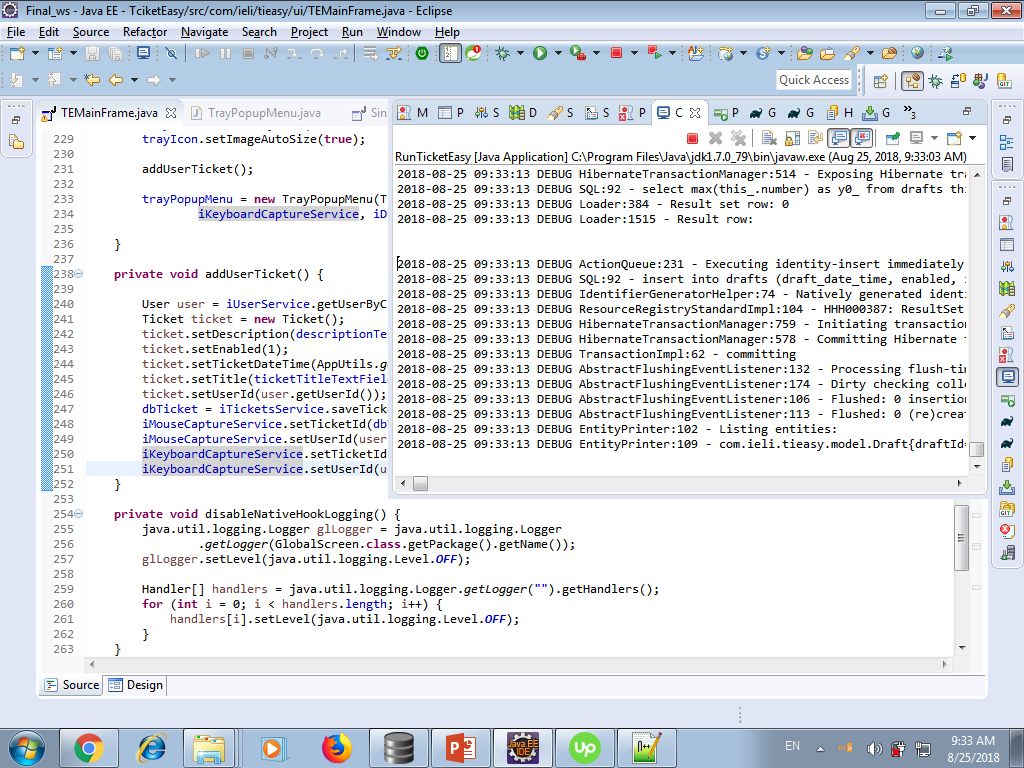 Final_ws - Java EE - TciketEasy/src/com/ieli/tieasy/ui/TEMainFrame.java - Eclipse
File Edit Source Refactor Navigate Search Project Run Window Help
Quick Access
TEMainFrame.java TrayPopupMenu.java Sin
M P S D S S P C P G G H G »3
RunTicketEasy [Java Application] C:\Program Files\Java\jdk1.7.0_79\bin\javaw.exe (Aug 25, 2018, 9:33:03 AM)
2018-08-25 09:33:13 DEBUG HibernateTransactionManager:514 - Exposing Hibernate tra
2018-08-25 09:33:13 DEBUG SQL:92 - select max(this_.number) as y0_ from drafts thi
2018-08-25 09:33:13 DEBUG Loader:384 - Result set row: 0
2018-08-25 09:33:13 DEBUG Loader:1515 - Result row:
2018-08-25 09:33:13 DEBUG ActionQueue:231 - Executing identity-insert immediately
2018-08-25 09:33:13 DEBUG SQL:92 - insert into drafts (draft_date_time, enabled,
2018-08-25 09:33:13 DEBUG IdentifierGeneratorHelper:74 - Natively generated identi
2018-08-25 09:33:13 DEBUG ResourceRegistryStandardImpl:104 - HHH000387: ResultSet
2018-08-25 09:33:13 DEBUG HibernateTransactionManager:759 - Initiating transaction
2018-08-25 09:33:13 DEBUG HibernateTransactionManager:578 - Committing Hibernate t
2018-08-25 09:33:13 DEBUG TransactionImpl:62 - committing
2018-08-25 09:33:13 DEBUG AbstractFlushingEventListener:132 - Processing flush-tim
2018-08-25 09:33:13 DEBUG AbstractFlushingEventListener:174 - Dirty checking colle
2018-08-25 09:33:13 DEBUG AbstractFlushingEventListener:106 - Flushed: 0 insertion
2018-08-25 09:33:13 DEBUG AbstractFlushingEventListener:113 - Flushed: 0 (re)creat
2018-08-25 09:33:13 DEBUG EntityPrinter:102 - Listing entities:
2018-08-25 09:33:13 DEBUG EntityPrinter:109 - com.ieli.tieasy.model.Draft{draftId=
229 trayIcon.setImageAutoSize(true);
230
231 addUserTicket();
232
233 trayPopupMenu = new TrayPopupMenu(T
234 iKeyboardCaptureService, iD
235
236 }
237
238 private void addUserTicket() {
239
240 User user = iUserService.getUserByC
241 Ticket ticket = new Ticket();
242 ticket.setDescription(descriptionTe
243 ticket.setEnabled(1);
244 ticket.setTicketDateTime(AppUtils.g
245 ticket.setTitle(ticketTitleTextFiel
246 ticket.setUserId(user.getUserId());
247 dbTicket = iTicketsService.saveTick
248 iMouseCaptureService.setTicketId(db
249 iMouseCaptureService.setUserId(user
250 iKeyboardCaptureService.setTicketId
251 iKeyboardCaptureService.setUserId(u
252 }
253
254 private void disableNativeHookLogging() {
255 java.util.logging.Logger glLogger = java.util.logging.Logger
256 .getLogger(GlobalScreen.class.getPackage().getName());
257 glLogger.setLevel(java.util.logging.Level.OFF);
258
259 Handler[] handlers = java.util.logging.Logger.getLogger("").getHandlers();
260 for (int i = 0; i < handlers.length; i++) {
261 handlers[i].setLevel(java.util.logging.Level.OFF);
262 }
263 }
Source Design
EN
9:33 AM
8/25/2018